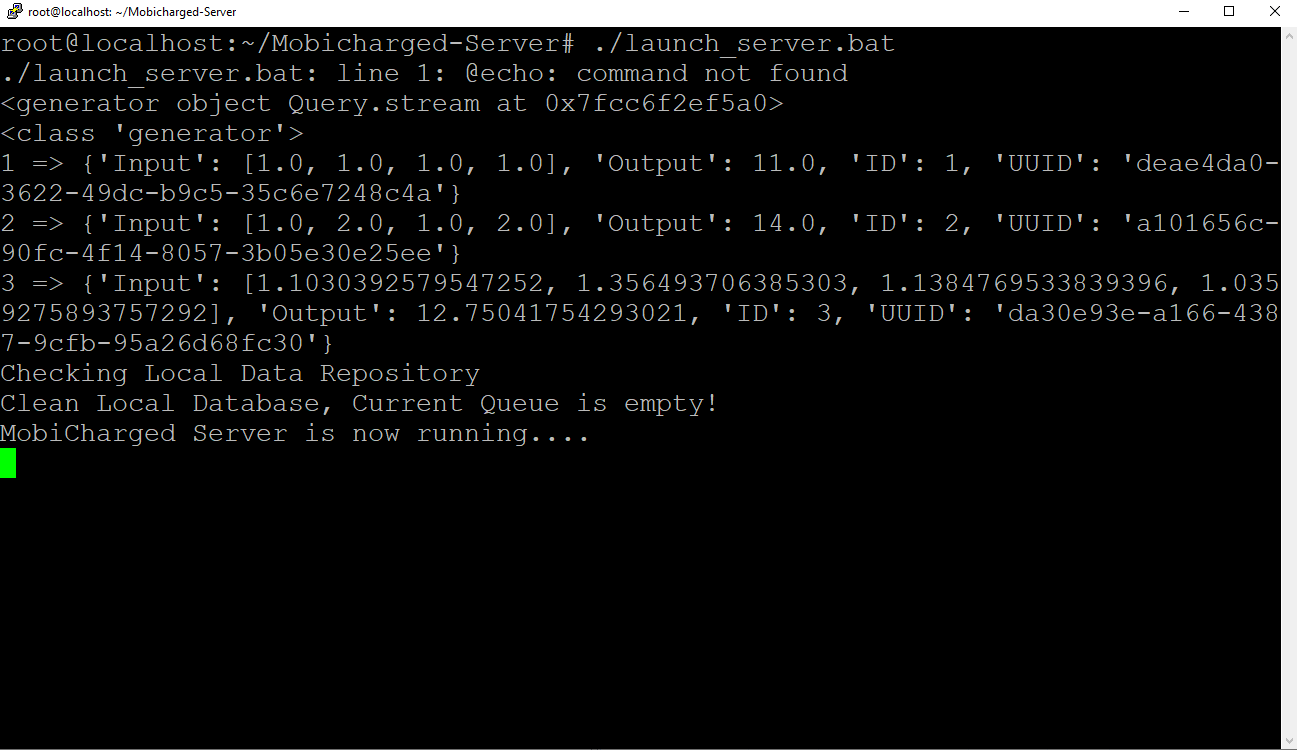 root@localhost: ~/Mobicharged-Server
root@localhost:~/Mobicharged-Server# ./launch_server.bat
./launch_server.bat: line 1: @echo: command not found
<generator object Query.stream at 0x7fcc6f2ef5a0>
<class 'generator'>
1 => {'Input': [1.0, 1.0, 1.0, 1.0], 'Output': 11.0, 'ID': 1, 'UUID': 'deae4da0-
3622-49dc-b9c5-35c6e7248c4a'}
2 => {'Input': [1.0, 2.0, 1.0, 2.0], 'Output': 14.0, 'ID': 2, 'UUID': 'a101656c-
90fc-4f14-8057-3b05e30e25ee'}
3 => {'Input': [1.1030392579547252, 1.356493706385303, 1.1384769533839396, 1.035
9275893757292], 'Output': 12.75041754293021, 'ID': 3, 'UUID': 'da30e93e-a166-438
7-9cfb-95a26d68fc30'}
Checking Local Data Repository
Clean Local Database, Current Queue is empty!
MobiCharged Server is now running....